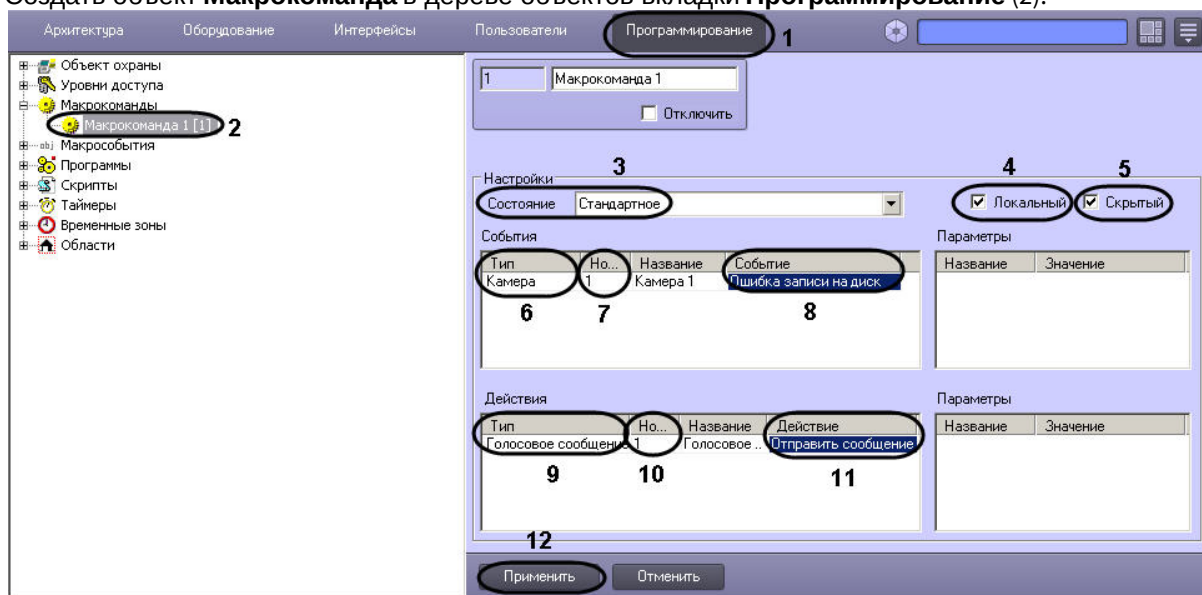 Создать объект Макрокоманда в дереве объектов вкладки Программирование (2).
Архитектура Оборудование Интерфейсы Пользователи Программирование 1
Объект охраны
Уровни доступа
Макрокоманды
Макрокоманда 1 [1] 2
obj Макрособытия
Программы
Скрипты
Таймеры
Временные зоны
Области
1 Макрокоманда 1
Отключить
Настройки 3 4 5
Состояние Стандартное Локальный Скрытый
События Параметры
Тип Но... Название Событие Название Значение
Камера 1 Камера 1 Ошибка записи на диск
6 7 8
Действия Параметры
Тип Но... Название Действие Название Значение
Голосовое сообщение 1 Голосовое .. Отправить сообщение
9 10 11
12
Применить Отменить